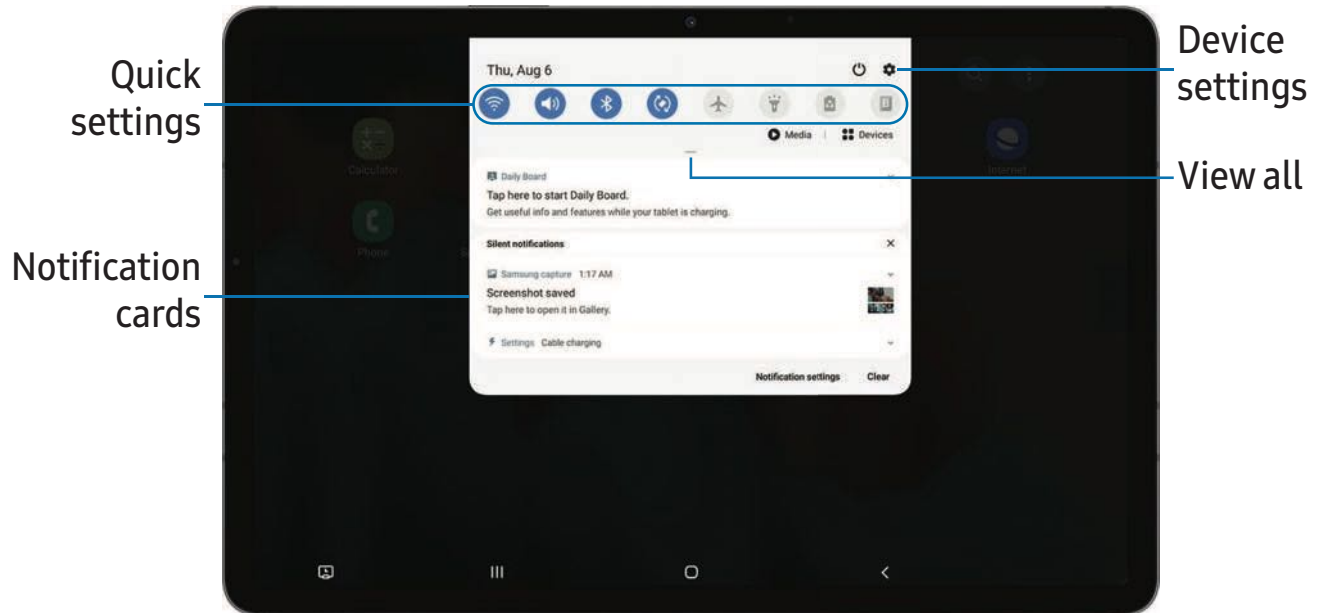 Quick
settings
Notification
cards
Device
settings
View all
Thu, Aug 6
Media
Devices
Daily Board
Tap here to start Daily Board.
Get useful info and features while your tablet is charging.
Silent notifications
Samsung capture 1:17 AM
Screenshot saved
Tap here to open it in Gallery.
Settings Cable charging
Notification settings Clear
Calculator
Phone
Internet